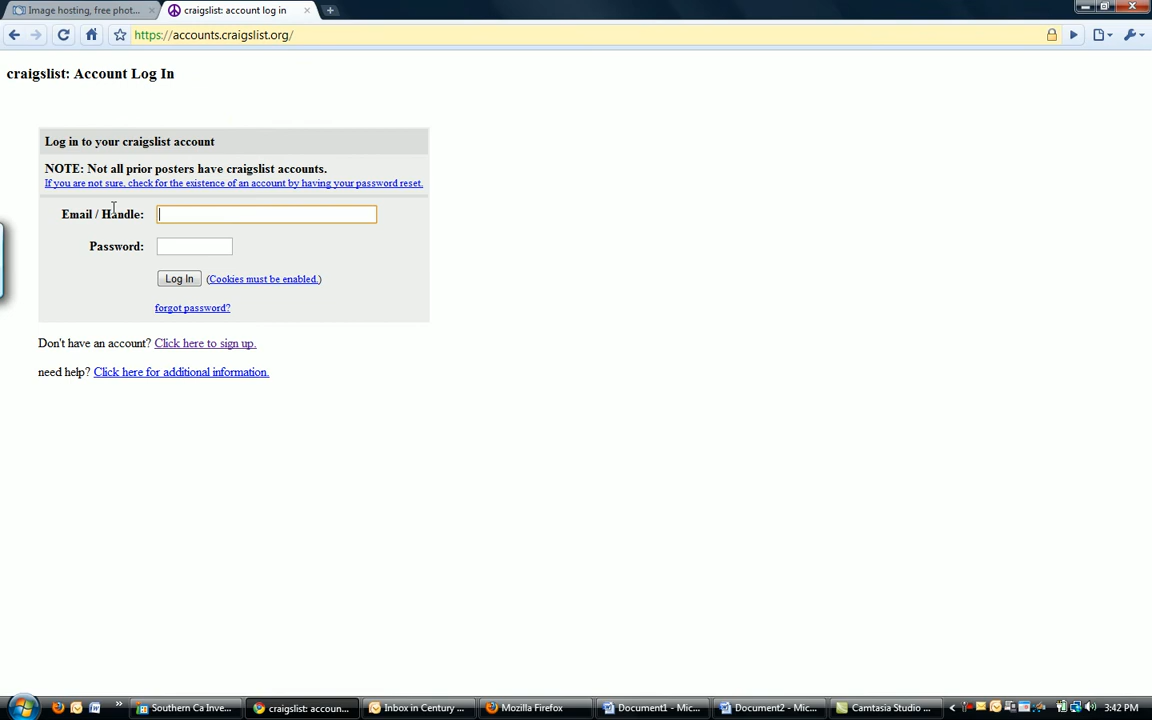 Image hosting, free phot...
craigslist: account log in
https://accounts.craigslist.org/
craigslist: Account Log In
Log in to your craigslist account
NOTE: Not all prior posters have craigslist accounts.
If you are not sure, check for the existence of an account by having your password reset.
Email / Handle:
Password:
Log In (Cookies must be enabled.)
forgot password?
Don't have an account? Click here to sign up.
need help? Click here for additional information.
Southern Ca Inve...
craigslist: accoun...
Inbox in Century ...
Mozilla Firefox
Document1 - Mic...
Document2 - Mic...
Camtasia Studio ...
3:42 PM